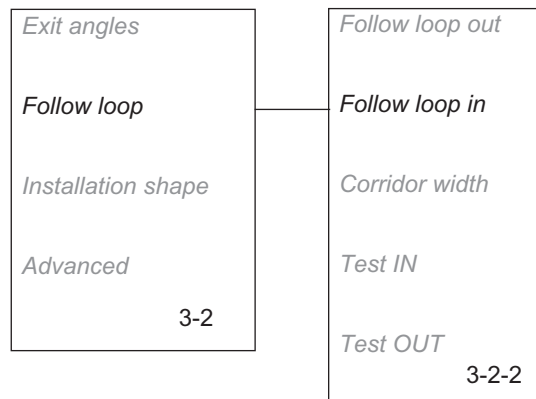 Exit angles
Follow loop
Installation shape
Advanced
3-2
Follow loop out
Follow loop in
Corridor width
Test IN
Test OUT
3-2-2